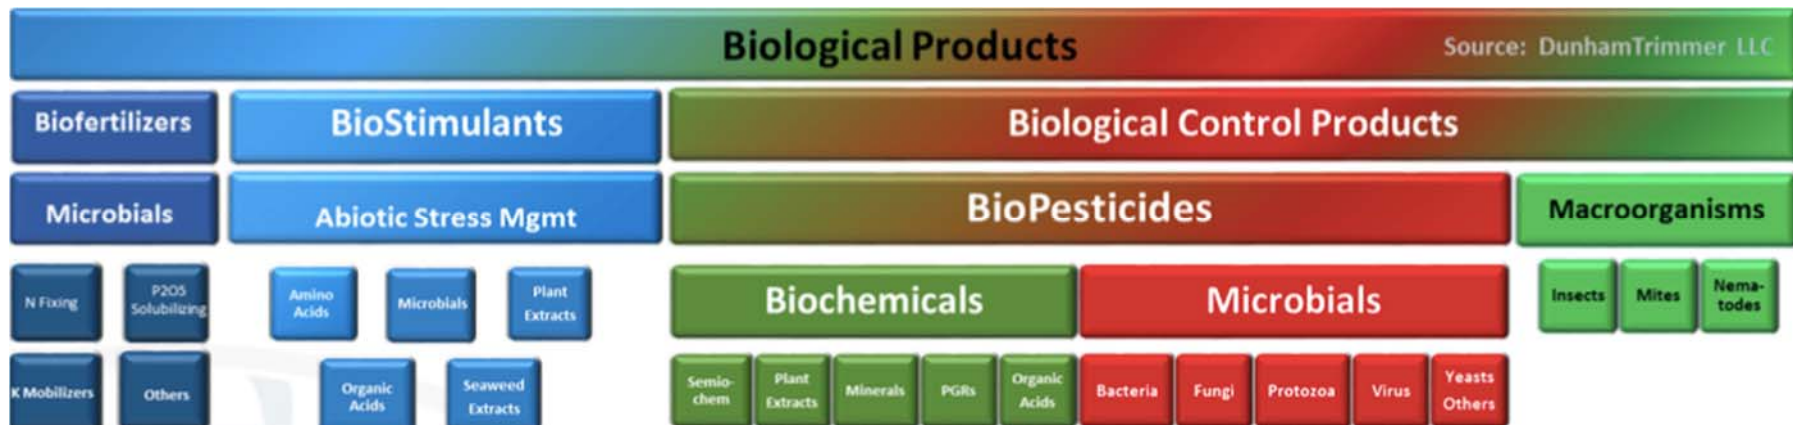 Biological Products
Source: DunhamTrimmer LLC
Biofertilizers
BioStimulants
Biological Control Products
Microbials
Abiotic Stress Mgmt
BioPesticides
Macroorganisms
N Fixing
P2O5
Solubilizing
Amino
Acids
Microbials
Plant
Extracts
Biochemicals
Microbials
Insects
Mites
Nema-
todes
K Mobilizers
Others
Organic
Acids
Seaweed
Extracts
Semio-
chem
Plant
Extracts
Minerals
PGRs
Organic
Acids
Bacteria
Fungi
Protozoa
Virus
Yeasts
Others